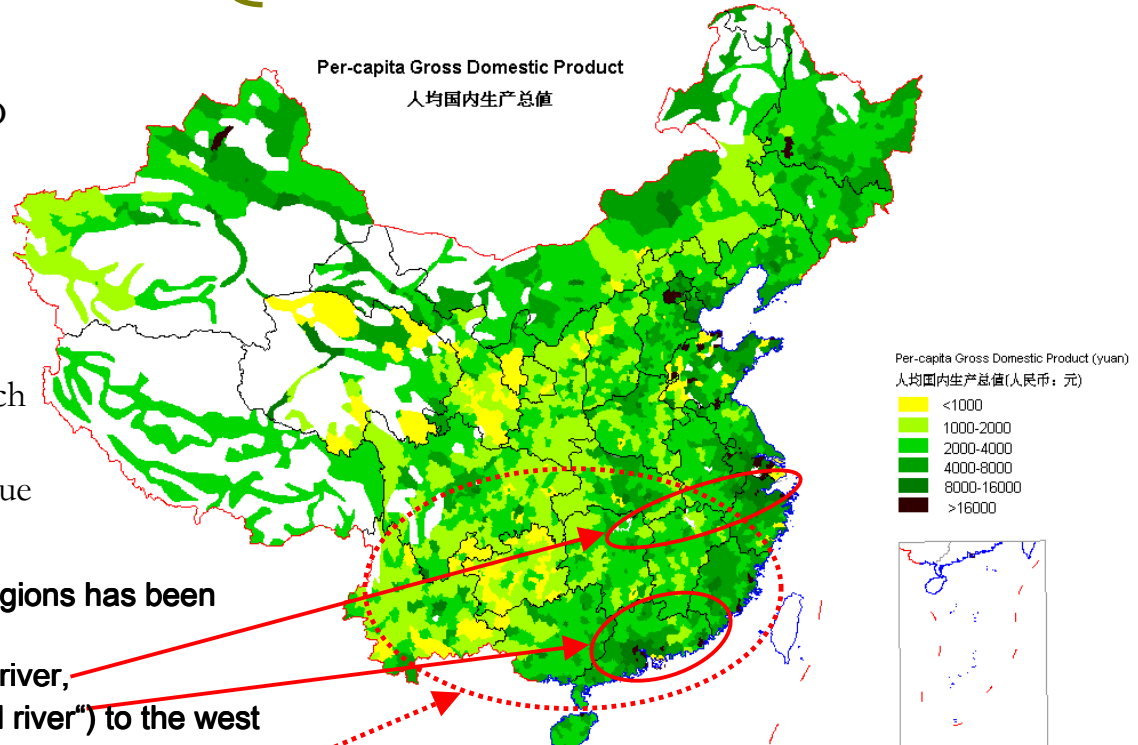 Per-capita Gross Domestic Product
人均国内生产总值
ch
ue
egions has been
river,
l river“) to the west
Per-capita Gross Domestic Product (yuan)
人均国内生产总值(人民币：元)
<1000
1000-2000
2000-4000
4000-8000
8000-16000
>16000